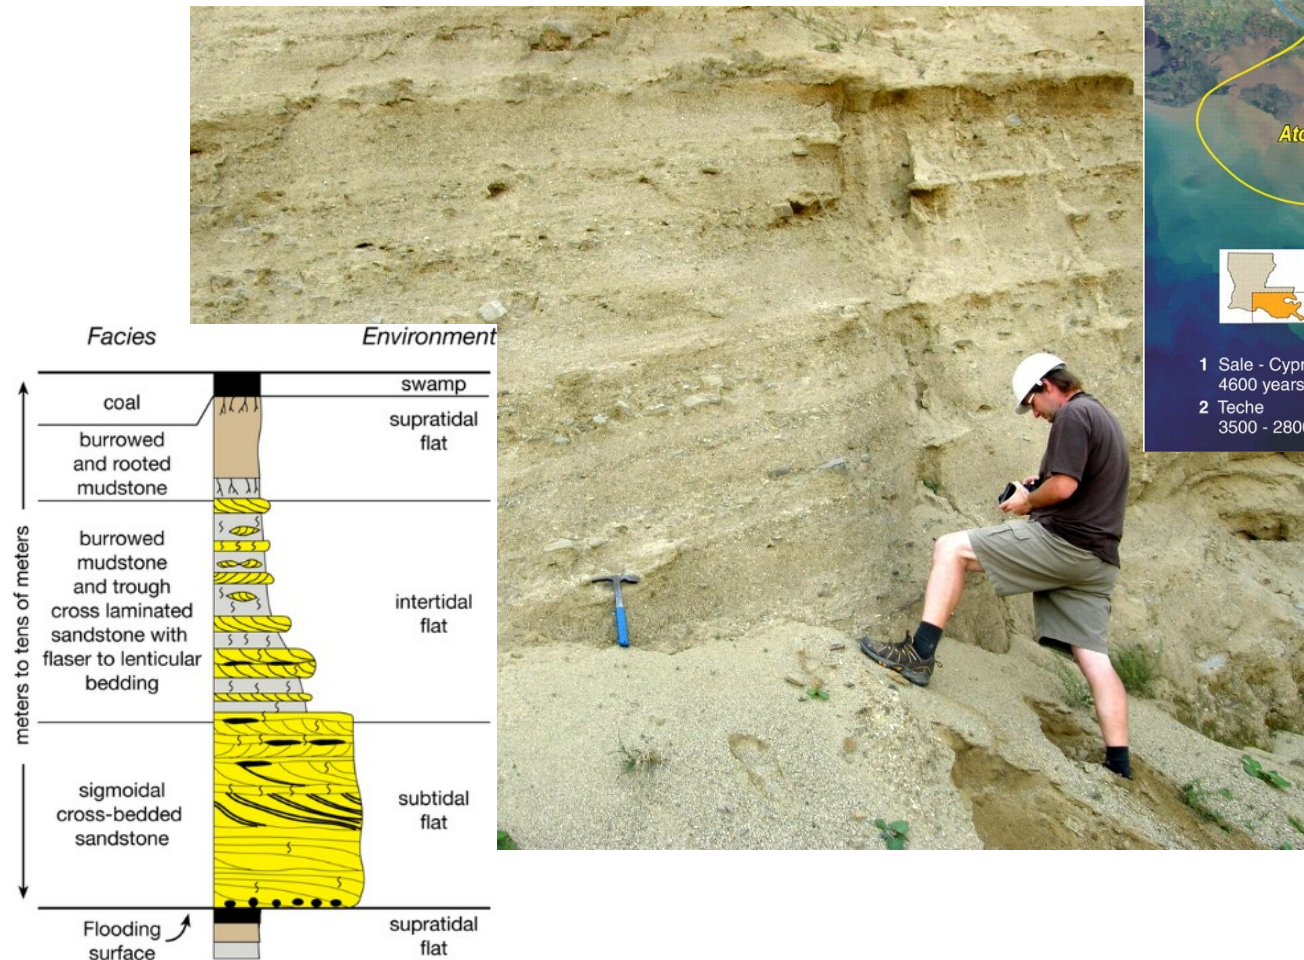 Facies
Environment
coal
swamp
burrowed
and rooted
mudstone
supratidal
flat
meters to tens of meters
burrowed
mudstone
and trough
cross laminated
sandstone with
flaser to lenticular
bedding
intertidal
flat
sigmoidal
cross-bedded
sandstone
subtidal
flat
Flooding
surface
supratidal
flat
1 Sale -
4600 years
2 Teche
3500 -